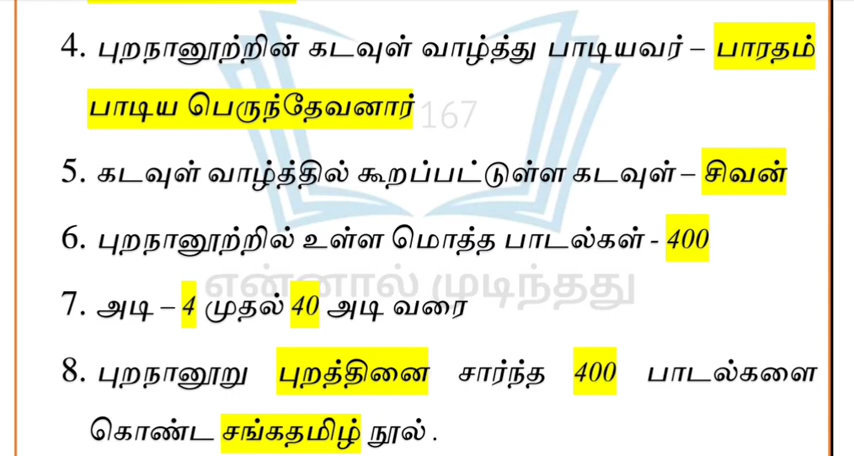 4. புறநானூற்றின் கடவுள் வாழ்த்து பாடியவர் – பாரதம்
பாடிய பெருந்தேவனார்
167
5. கடவுள் வாழ்த்தில் கூறப்பட்டுள்ள கடவுள் – சிவன்
6. புறநானூற்றில் உள்ள மொத்த பாடல்கள் - 400
என்னால் முடிந்தது
7. அடி – 4 முதல் 40 அடி வரை
8. புறநானூறு புறத்தினை சார்ந்த 400 பாடல்களை
கொண்ட சங்கதமிழ் நூல் .